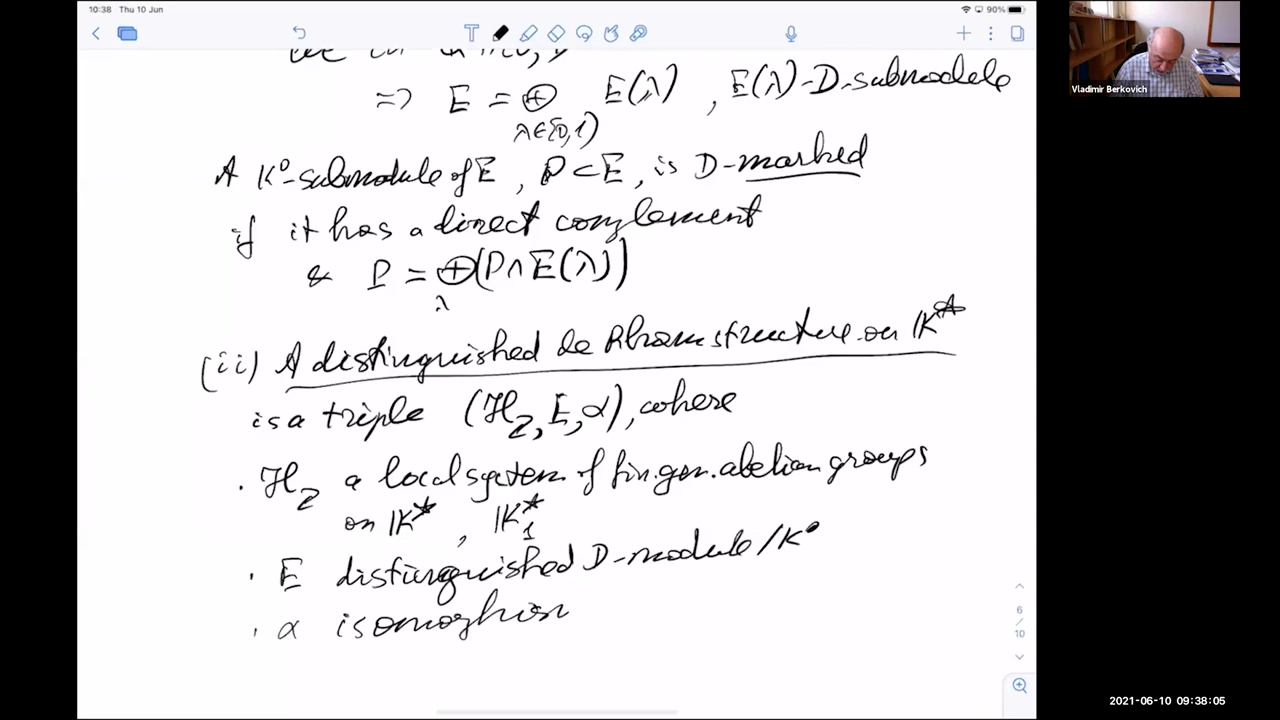 10:38 Thu 10 Jun
90%
=> E = ⊕ E(λ) , E(λ)-D-submodule
λ∈[0,1)
A K°-submodule of E , P⊂E , is D-marked
if it has a direct complement
& P = ⊕(P∩E(λ))
λ
(ii) A distinguished de Rham structure on K*
is a triple (H_Z, E, α), where
· H_Z a local system of fin. gen. abelian groups
on K* , K*_1
· E distinguished D-module/K°
· α isomorphism
6
/
10
Vladimir Berkovich
2021-06-10 09:38:05